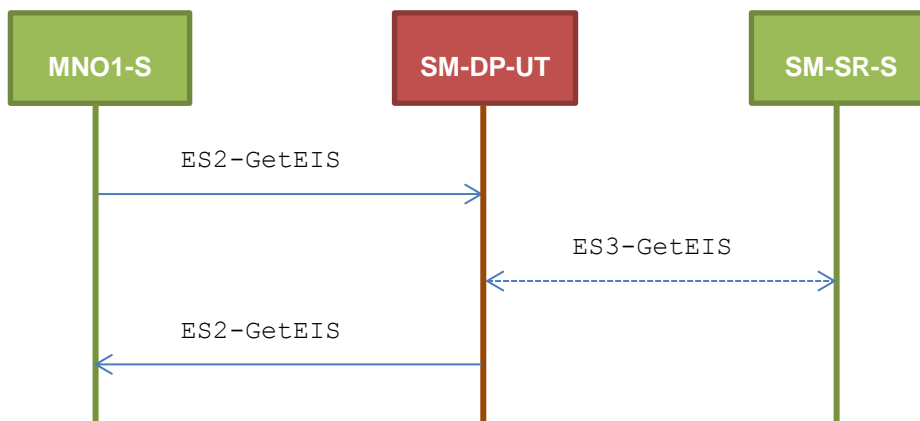 MNO1-S
SM-DP-UT
SM-SR-S
ES2-GetEIS
ES3-GetEIS
ES2-GetEIS